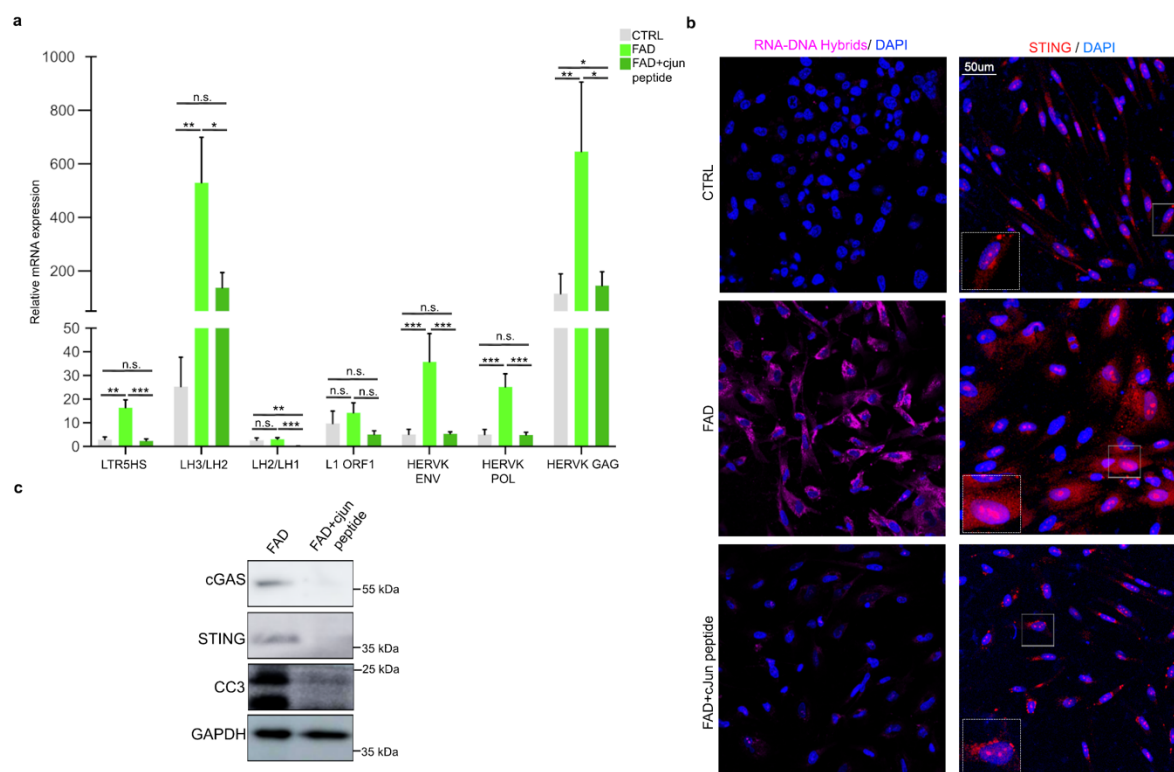 a
CTRL
FAD
FAD+cjun
peptide
Relative mRNA expression
1000
800
600
400
200
50
40
30
20
10
0
n.s.
** *
n.s.
** ***
**
n.s. ***
n.s.
n.s. n.s.
n.s.
*** ***
n.s.
*** ***
*
** *
LTR5HS
LH3/LH2
LH2/LH1
L1 ORF1
HERVK
ENV
HERVK
POL
HERVK GAG
b
RNA-DNA Hybrids/ DAPI
STING / DAPI
50um
CTRL
FAD
FAD+cJun peptide
c
FAD
FAD+cjun
peptide
cGAS
55 kDa
STING
35 kDa
25 kDa
CC3
GAPDH
35 kDa